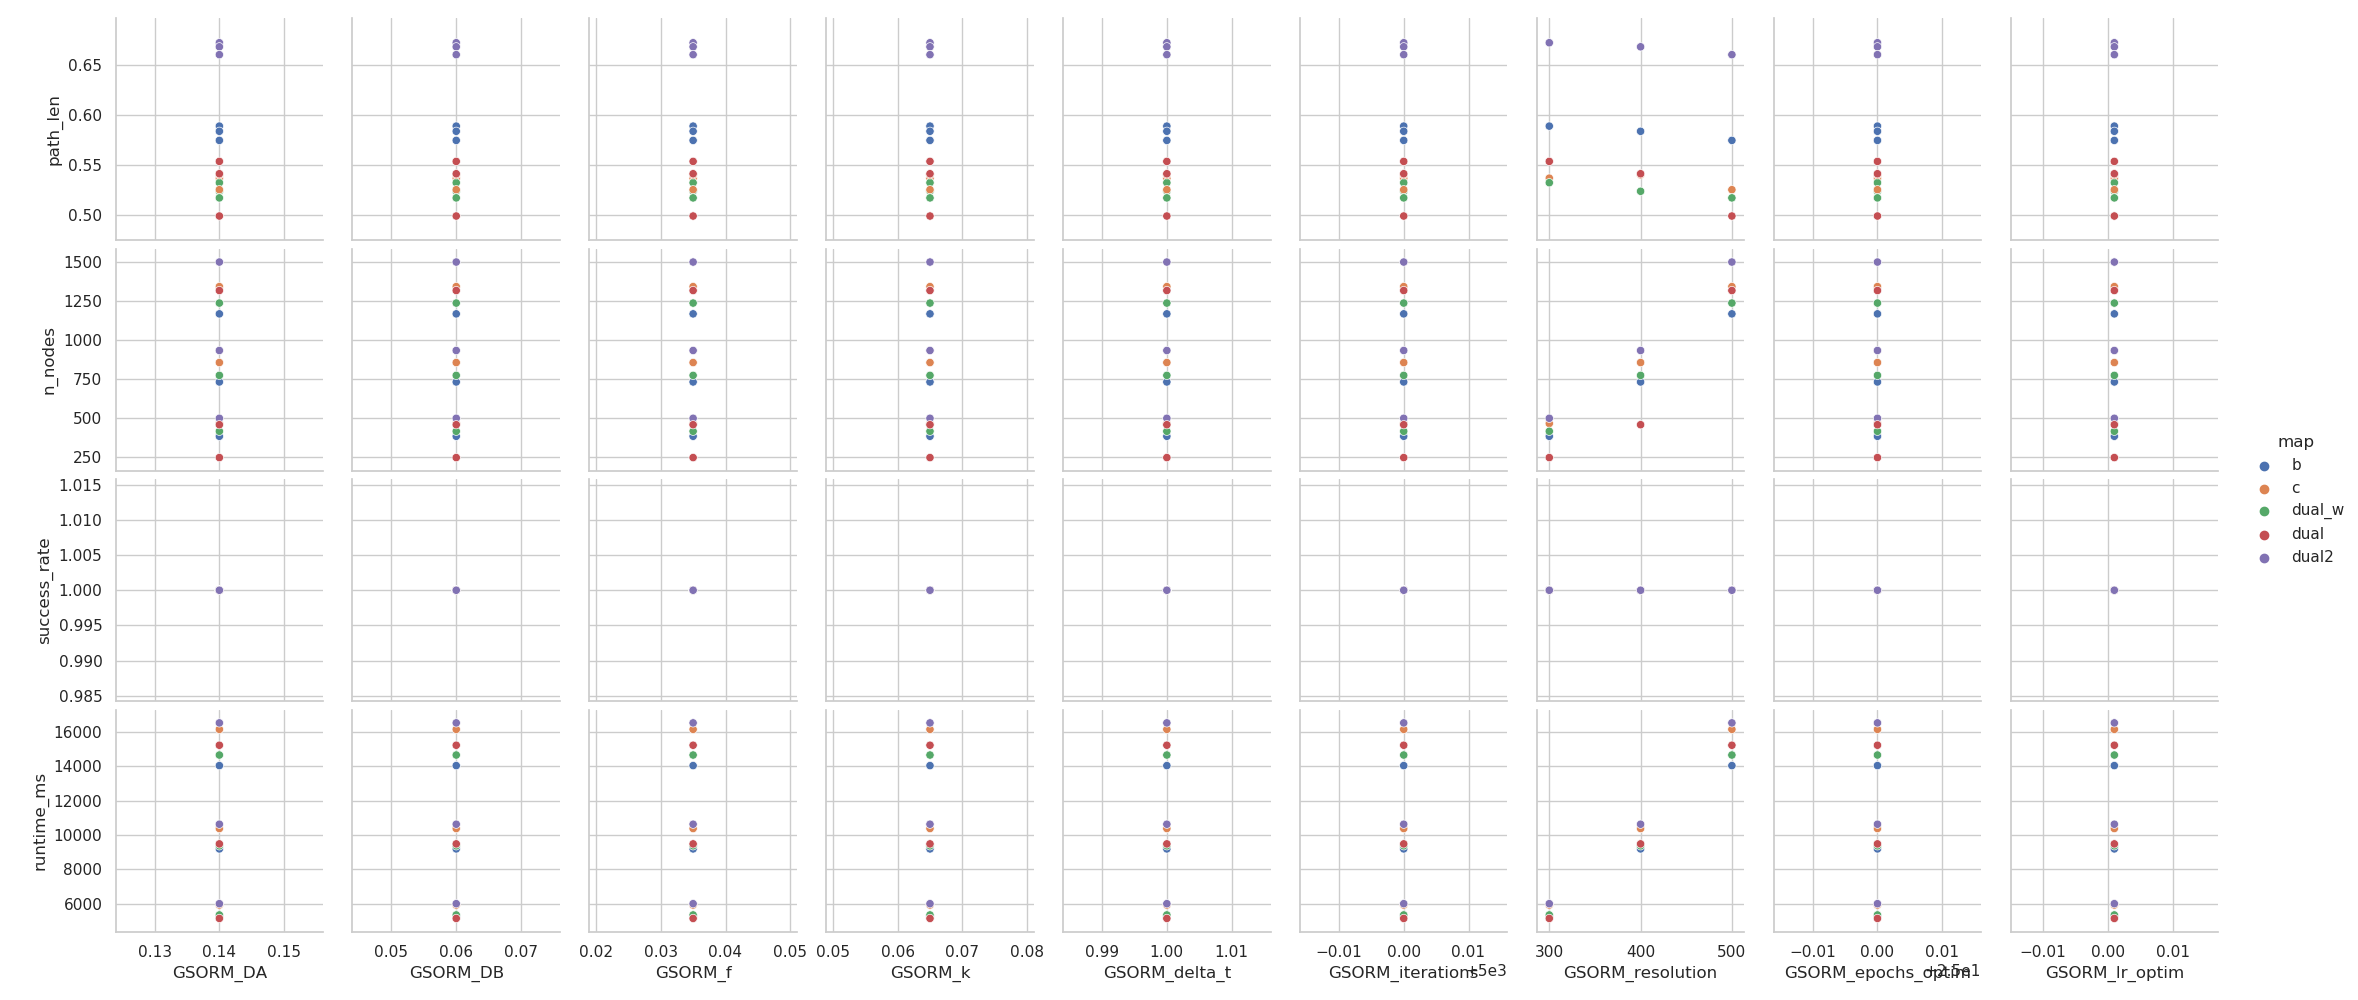 path_len
0.65
0.60
0.55
0.50
n_nodes
1500
1250
1000
750
500
250
success_rate
1.015
1.010
1.005
1.000
0.995
0.990
0.985
runtime_ms
16000
14000
12000
10000
8000
6000
0.13 0.14 0.15
GSORM_DA
0.05 0.06 0.07
GSORM_DB
0.02 0.03 0.04 0.05
GSORM_f
0.05 0.06 0.07 0.08
GSORM_k
0.99 1.00 1.01
GSORM_delta_t
−0.01 0.00 0.01
+5e3
GSORM_iterations
300 400 500
GSORM_resolution
−0.01 0.00 0.01
+2.5e1
GSORM_epochs_optim
−0.01 0.00 0.01
GSORM_lr_optim
map
b
c
dual_w
dual
dual2